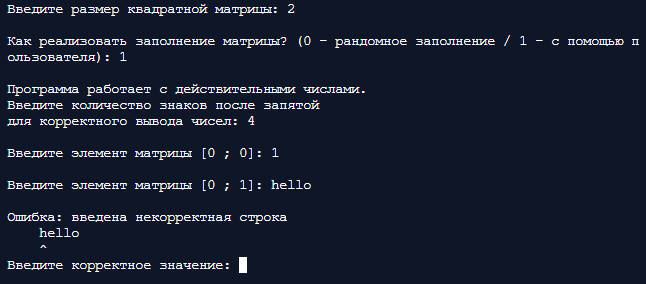 Введите размер квадратной матрицы: 2
Как реализовать заполнение матрицы? (0 - рандомное заполнение / 1 - с помощью п
ользователя): 1
Программа работает с действительными числами.
Введите количество знаков после запятой
для корректного вывода чисел: 4
Введите элемент матрицы [0 ; 0]: 1
Введите элемент матрицы [0 ; 1]: hello
Ошибка: введена некорректная строка
hello
^
Введите корректное значение: